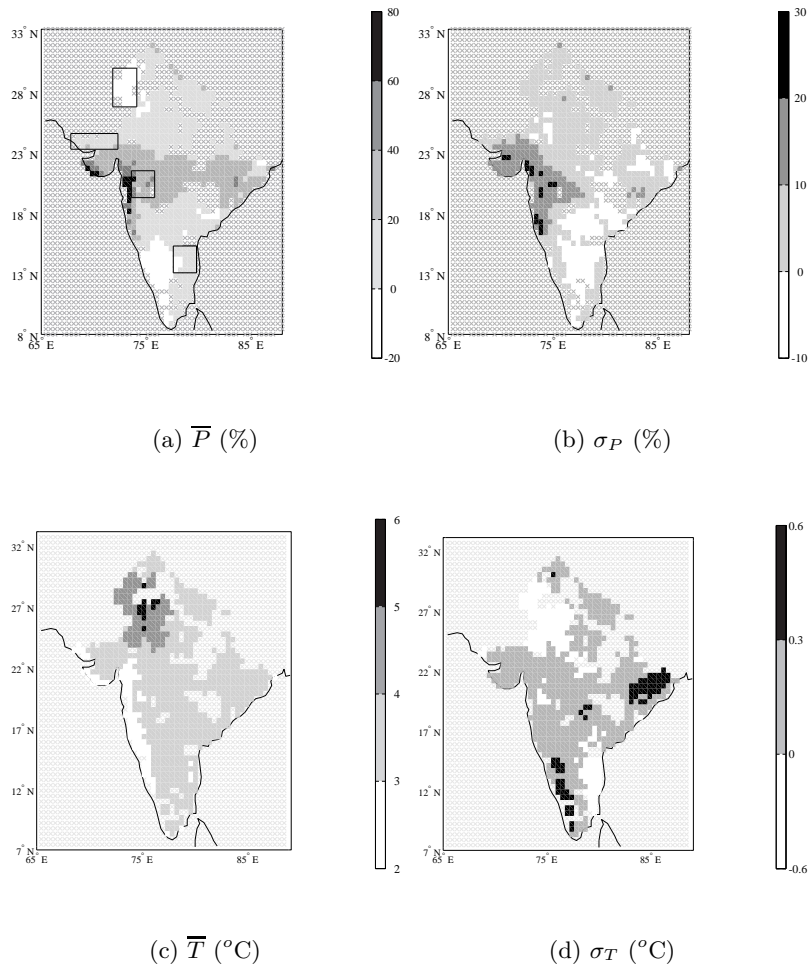 33° N
28° N
23° N
18° N
13° N
8° N
65° E
75° E
85° E
80
60
40
20
0
-20
(a) P̅ (%)
33° N
28° N
23° N
18° N
13° N
8° N
65° E
75° E
85° E
30
20
10
0
-10
(b) σ_P (%)
32° N
27° N
22° N
17° N
12° N
7° N
65° E
75° E
85° E
6
5
4
3
2
(c) T̅ (°C)
32° N
27° N
22° N
17° N
12° N
7° N
65° E
75° E
85° E
0.6
0.3
0
-0.6
(d) σ_T (°C)